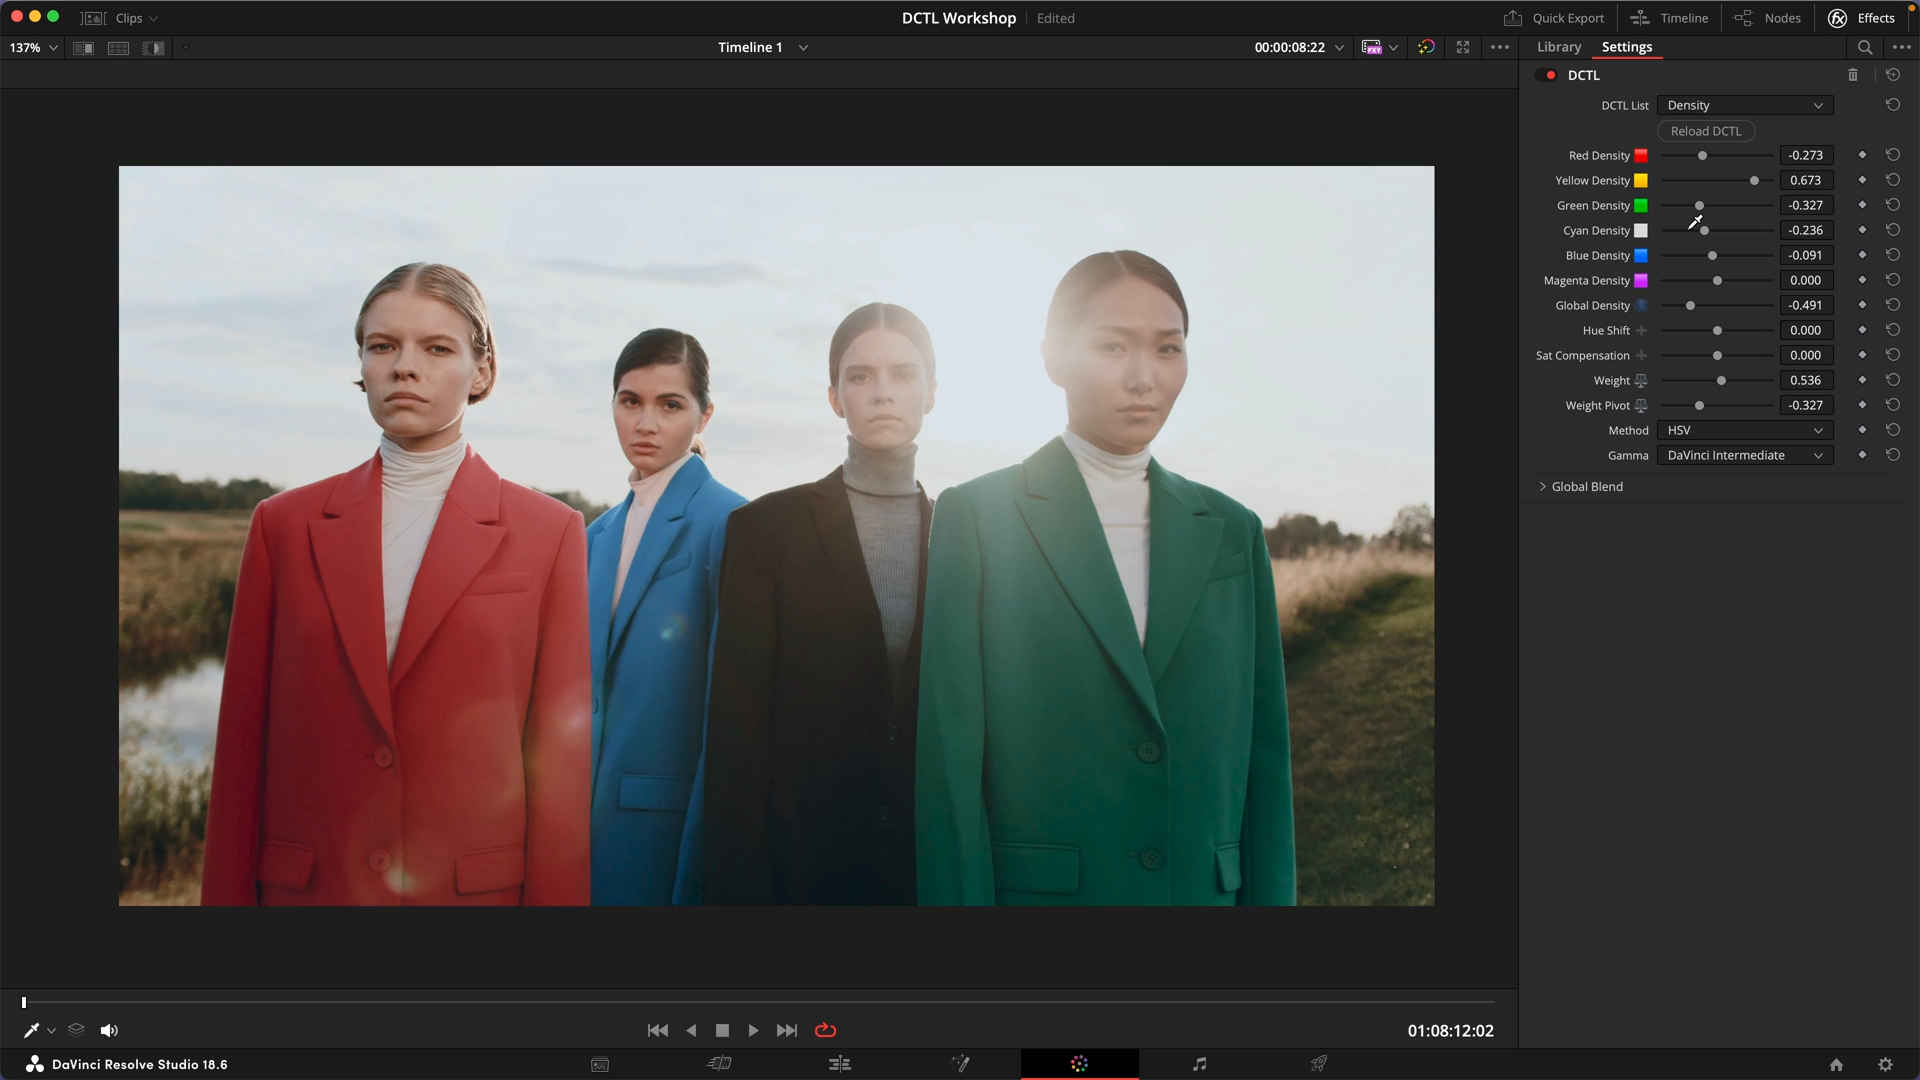 Clips
DCTL Workshop
Edited
Quick Export
Timeline
Nodes
Effects
137%
Timeline 1
00:00:08:22
PXY
Library
Settings
DCTL
DCTL List
Density
Reload DCTL
Red Density
-0.273
Yellow Density
0.673
Green Density
-0.327
Cyan Density
-0.236
Blue Density
-0.091
Magenta Density
0.000
Global Density
-0.491
Hue Shift
0.000
Sat Compensation
0.000
Weight
0.536
Weight Pivot
-0.327
Method
HSV
Gamma
DaVinci Intermediate
Global Blend
01:08:12:02
DaVinci Resolve Studio 18.6